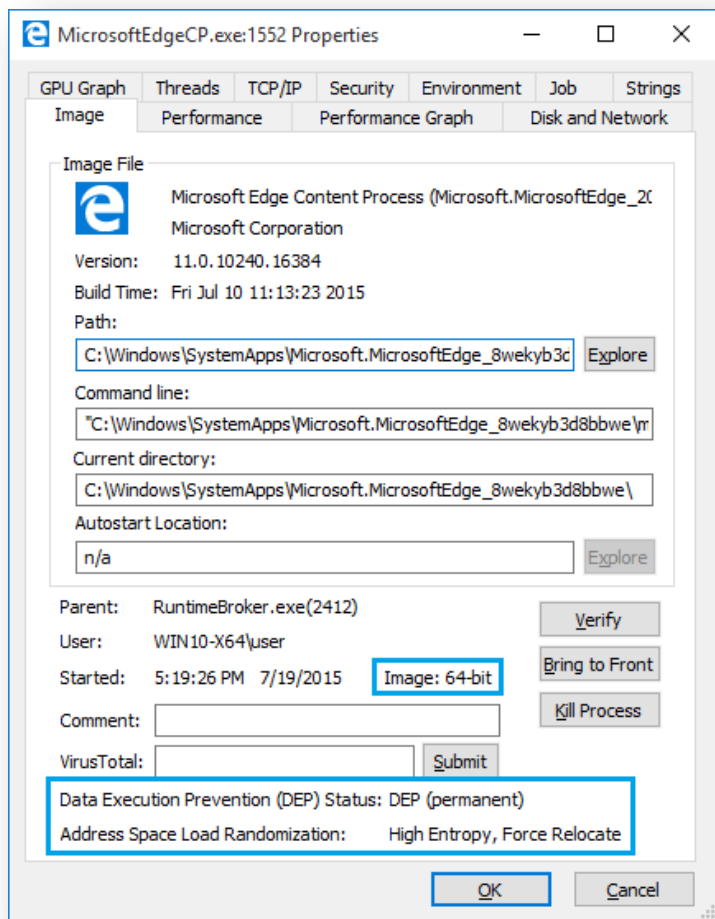 MicrosoftEdgeCP.exe:1552 Properties
GPU Graph Threads TCP/IP Security Environment Job Strings
Image Performance Performance Graph Disk and Network
Image File
Microsoft Edge Content Process (Microsoft.MicrosoftEdge_20
Microsoft Corporation
Version: 11.0.10240.16384
Build Time: Fri Jul 10 11:13:23 2015
Path:
C:\Windows\SystemApps\Microsoft.MicrosoftEdge_8wekyb3d Explore
Command line:
"C:\Windows\SystemApps\Microsoft.MicrosoftEdge_8wekyb3d8bbwe\m
Current directory:
C:\Windows\SystemApps\Microsoft.MicrosoftEdge_8wekyb3d8bbwe\
Autostart Location:
n/a Explore
Parent: RuntimeBroker.exe(2412)
Verify
User: WIN10-X64\user
Started: 5:19:26 PM 7/19/2015 Image: 64-bit
Bring to Front
Comment:
Kill Process
VirusTotal: Submit
Data Execution Prevention (DEP) Status: DEP (permanent)
Address Space Load Randomization: High Entropy, Force Relocate
OK Cancel